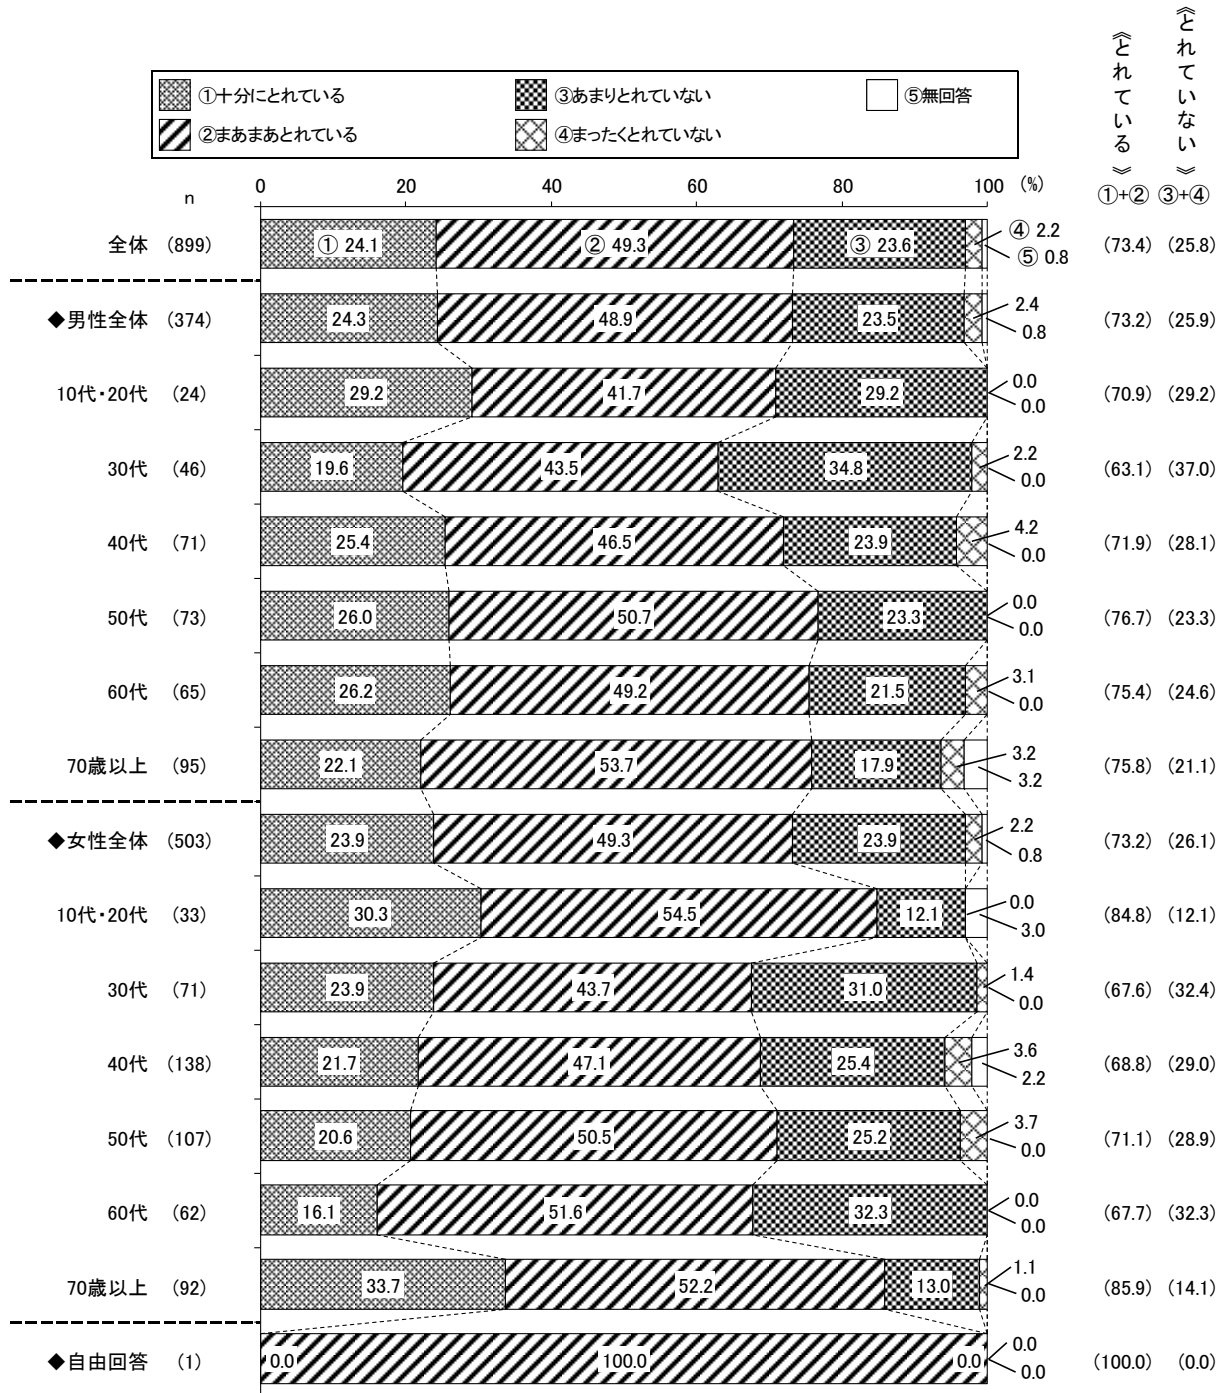 《とれている》
《とれていない》
①+② ③+④
①十分にとれている ③あまりとれていない ⑤無回答
②まあまあとれている ④まったくとれていない
n 0 20 40 60 80 100 (%)
全体 (899) ① 24.1 ② 49.3 ③ 23.6 ④ 2.2 ⑤ 0.8 (73.4) (25.8)
◆男性全体 (374) 24.3 48.9 23.5 2.4 0.8 (73.2) (25.9)
10代・20代 (24) 29.2 41.7 29.2 0.0 0.0 (70.9) (29.2)
30代 (46) 19.6 43.5 34.8 2.2 0.0 (63.1) (37.0)
40代 (71) 25.4 46.5 23.9 4.2 0.0 (71.9) (28.1)
50代 (73) 26.0 50.7 23.3 0.0 0.0 (76.7) (23.3)
60代 (65) 26.2 49.2 21.5 3.1 0.0 (75.4) (24.6)
70歳以上 (95) 22.1 53.7 17.9 3.2 3.2 (75.8) (21.1)
◆女性全体 (503) 23.9 49.3 23.9 2.2 0.8 (73.2) (26.1)
10代・20代 (33) 30.3 54.5 12.1 0.0 3.0 (84.8) (12.1)
30代 (71) 23.9 43.7 31.0 1.4 0.0 (67.6) (32.4)
40代 (138) 21.7 47.1 25.4 3.6 2.2 (68.8) (29.0)
50代 (107) 20.6 50.5 25.2 3.7 0.0 (71.1) (28.9)
60代 (62) 16.1 51.6 32.3 0.0 0.0 (67.7) (32.3)
70歳以上 (92) 33.7 52.2 13.0 1.1 0.0 (85.9) (14.1)
◆自由回答 (1) 0.0 100.0 0.0 0.0 0.0 (100.0) (0.0)